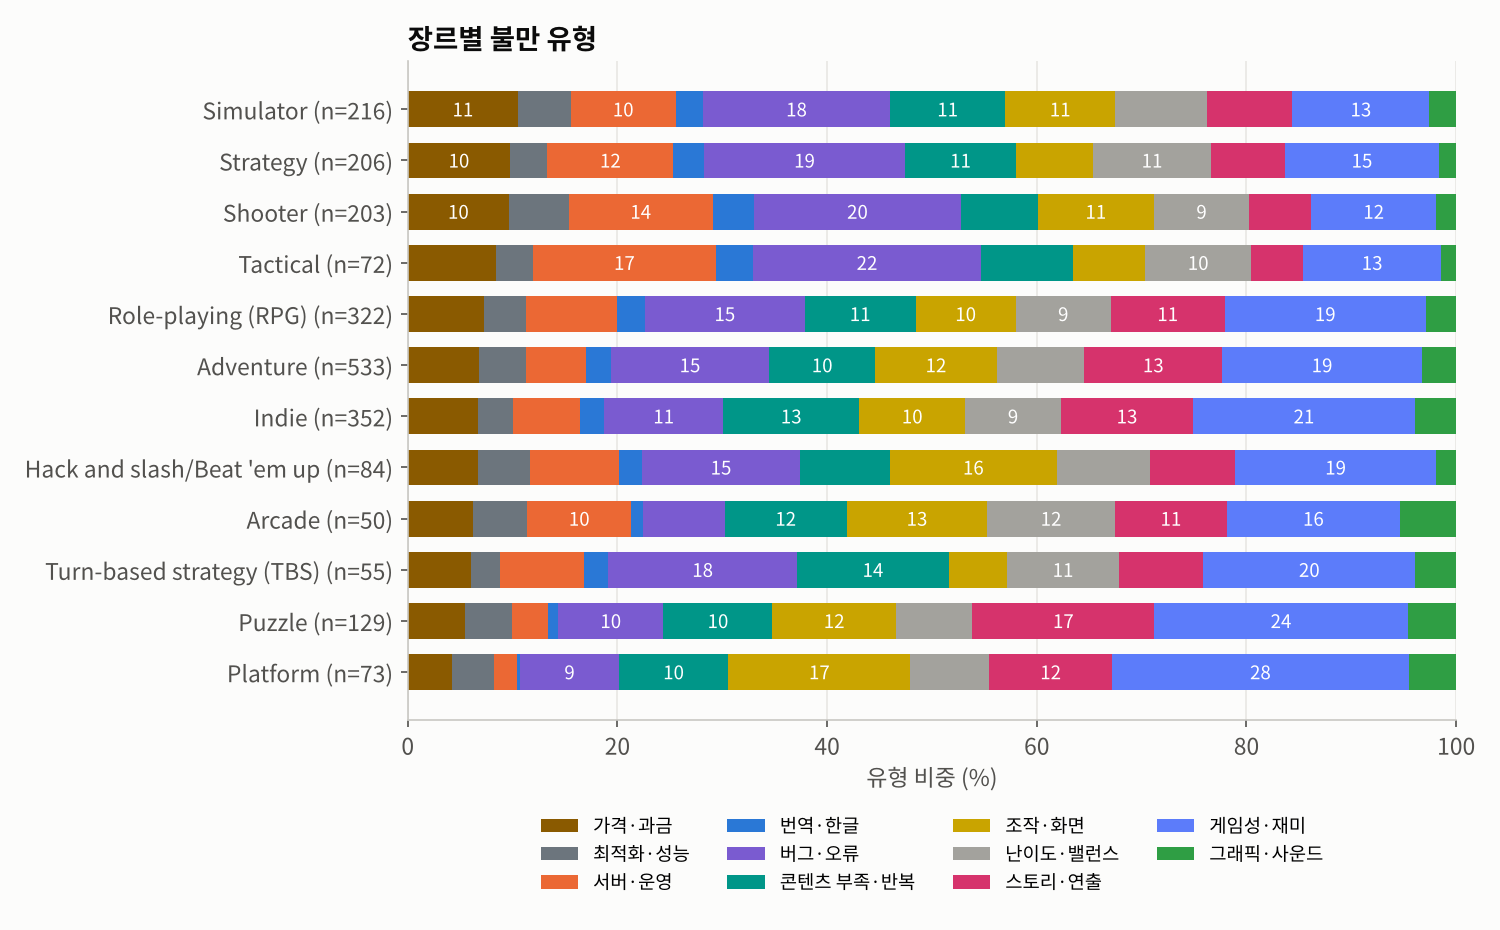 장르별 불만 유형
Simulator (n=216) 11 10 18 11 11 13
Strategy (n=206) 10 12 19 11 11 15
Shooter (n=203) 10 14 20 11 9 12
Tactical (n=72) 17 22 10 13
Role-playing (RPG) (n=322) 15 11 10 9 11 19
Adventure (n=533) 15 10 12 13 19
Indie (n=352) 11 13 10 9 13 21
Hack and slash/Beat 'em up (n=84) 15 16 19
Arcade (n=50) 10 12 13 12 11 16
Turn-based strategy (TBS) (n=55) 18 14 11 20
Puzzle (n=129) 10 10 12 17 24
Platform (n=73) 9 10 17 12 28
0 20 40 60 80 100
유형 비중 (%)
가격·과금 번역·한글 조작·화면 게임성·재미
최적화·성능 버그·오류 난이도·밸런스 그래픽·사운드
서버·운영 콘텐츠 부족·반복 스토리·연출